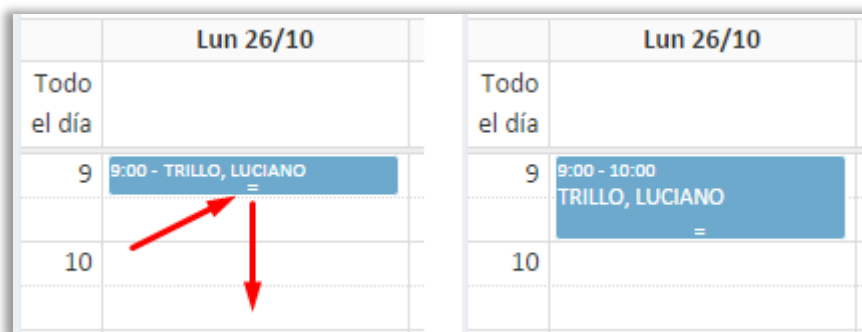 Lun 26/10
Todo
el día
9
9:00 - TRILLO, LUCIANO
=
10
Lun 26/10
Todo
el día
9
9:00 - 10:00
TRILLO, LUCIANO
=
10